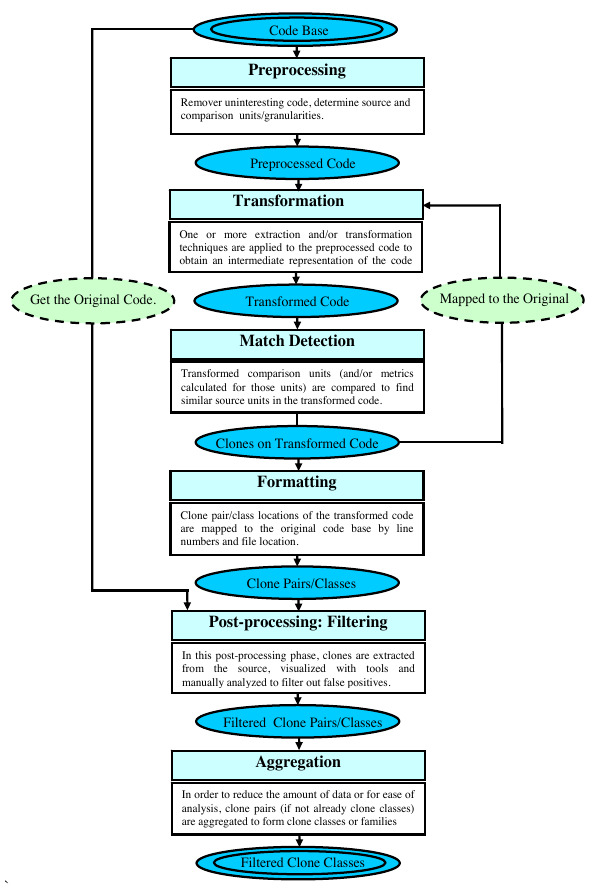 Code Base
Preprocessing
Remover uninteresting code, determine source and
comparison units/granularities.
Preprocessed Code
Transformation
One or more extraction and/or transformation
techniques are applied to the preprocessed code to
obtain an intermediate representation of the code
Get the Original Code.
Transformed Code
Mapped to the Original
Match Detection
Transformed comparison units (and/or metrics
calculated for those units) are compared to find
similar source units in the transformed code.
Clones on Transformed Code
Formatting
Clone pair/class locations of the transformed code
are mapped to the original code base by line
numbers and file location.
Clone Pairs/Classes
Post-processing: Filtering
In this post-processing phase, clones are extracted
from the source, visualized with tools and
manually analyzed to filter out false positives.
Filtered Clone Pairs/Classes
Aggregation
In order to reduce the amount of data or for ease of
analysis, clone pairs (if not already clone classes)
are aggregated to form clone classes or families
Filtered Clone Classes
`